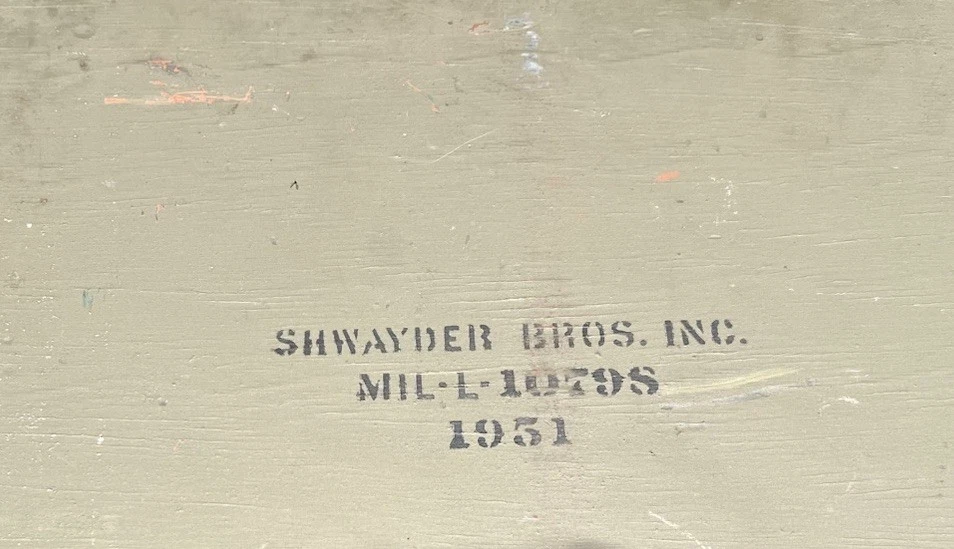 SHWAYDER BROS. INC.
MIL-L-10798
1951